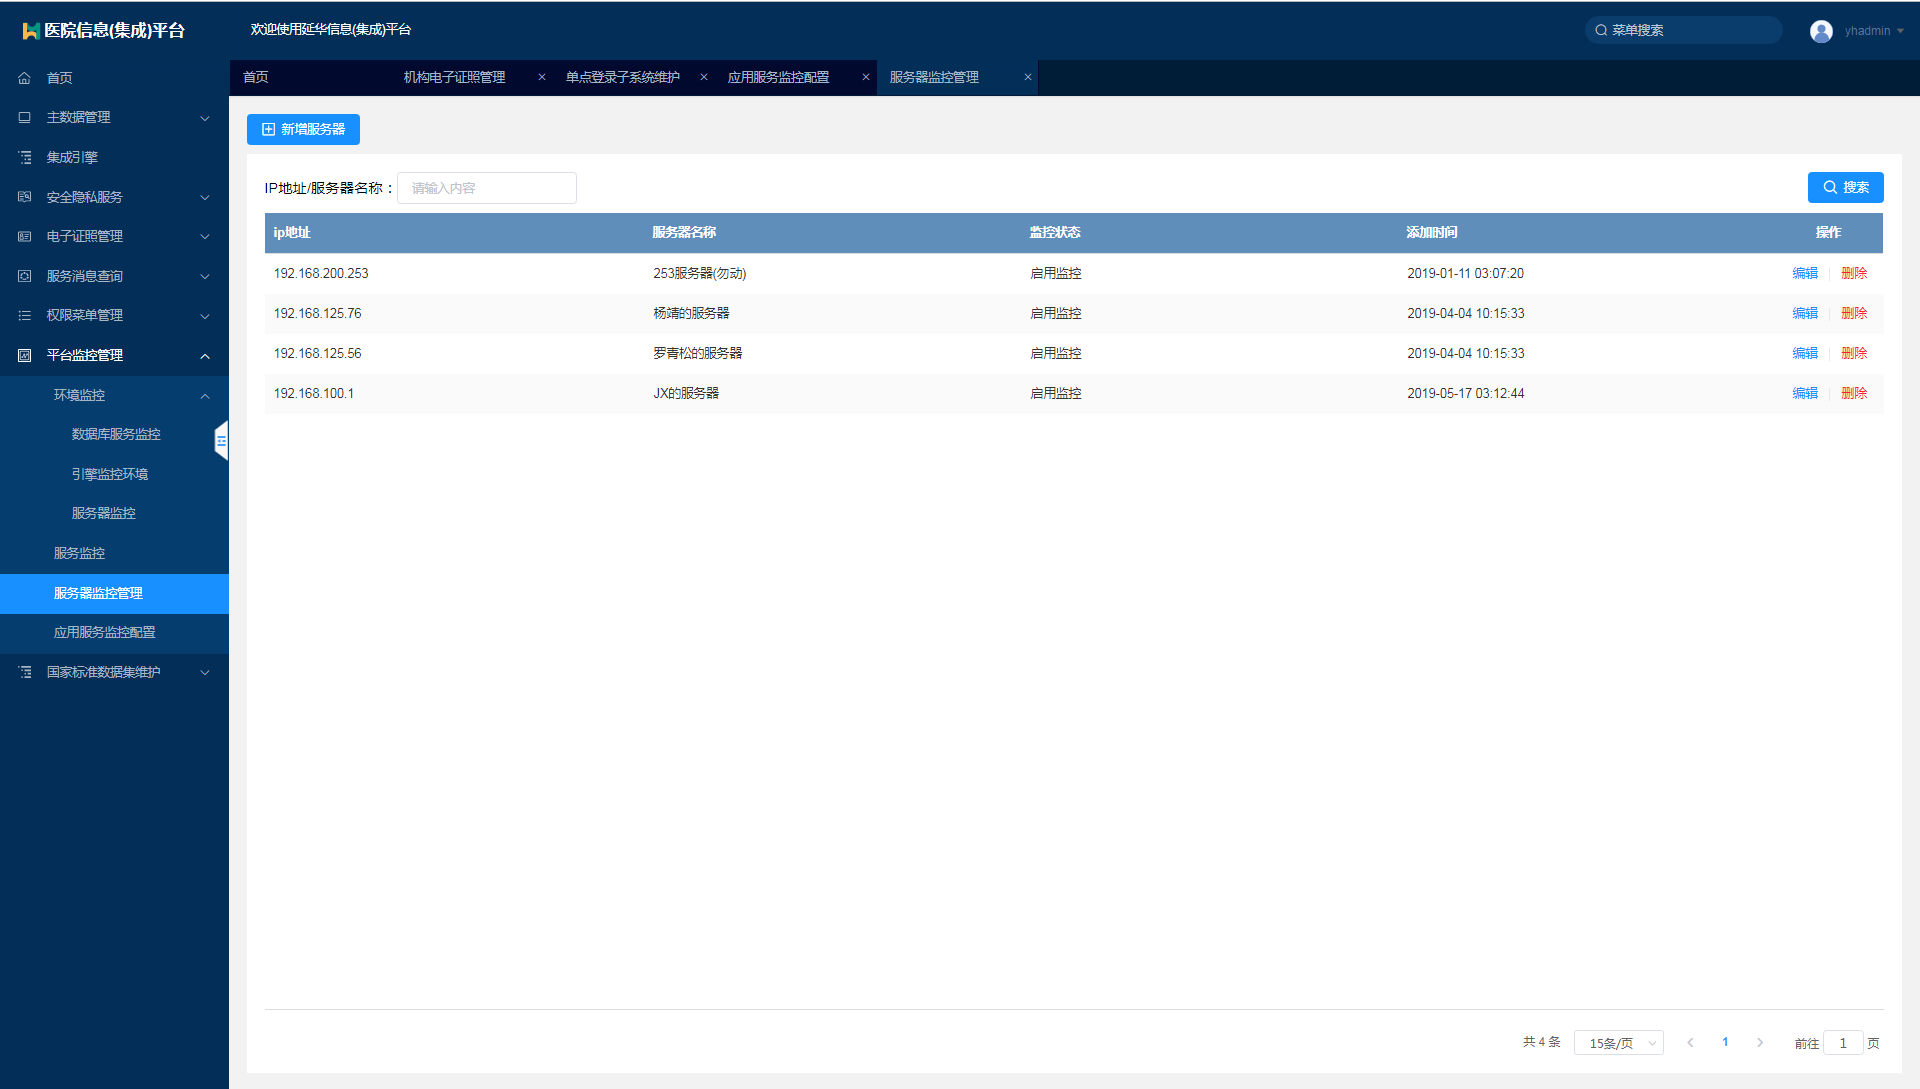 医院信息(集成)平台
欢迎使用延华信息(集成)平台
菜单搜索
yhadmin
首页
主数据管理
集成引擎
安全隐私服务
电子证照管理
服务消息查询
权限菜单管理
平台监控管理
环境监控
数据库服务监控
引擎监控环境
服务器监控
服务监控
服务器监控管理
应用服务监控配置
国家标准数据集维护
首页 机构电子证照管理 × 单点登录子系统维护 × 应用服务监控配置 × 服务器监控管理 ×
新增服务器
IP地址/服务器名称： 请输入内容 搜索
ip地址 服务器名称 监控状态 添加时间 操作
192.168.200.253 253服务器(勿动) 启用监控 2019-01-11 03:07:20 编辑 删除
192.168.125.76 杨靖的服务器 启用监控 2019-04-04 10:15:33 编辑 删除
192.168.125.56 罗青松的服务器 启用监控 2019-04-04 10:15:33 编辑 删除
192.168.100.1 JX的服务器 启用监控 2019-05-17 03:12:44 编辑 删除
共 4 条 15条/页 1 前往 1 页